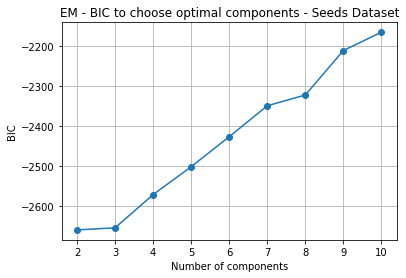 EM - BIC to choose optimal components - Seeds Dataset
−2200
−2300
−2400
−2500
−2600
BIC
2 3 4 5 6 7 8 9 10
Number of components